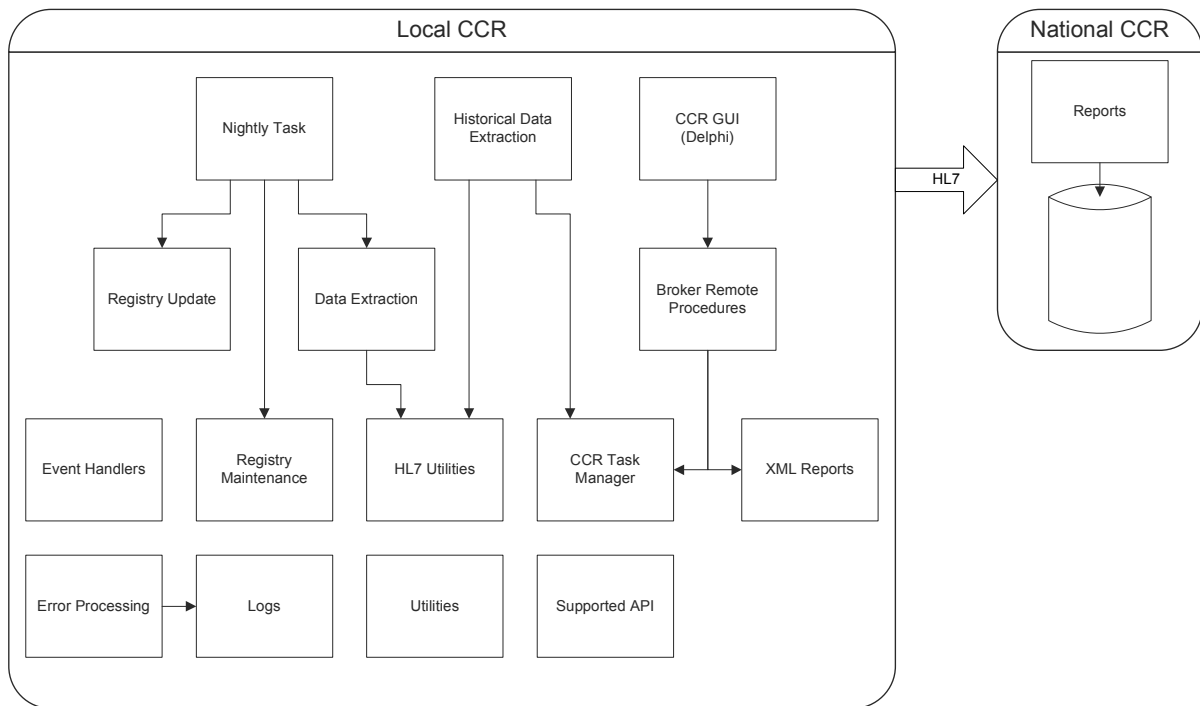 Local CCR
National CCR
Nightly Task
Historical Data
Extraction
CCR GUI
(Delphi)
Reports
HL7
Registry Update
Data Extraction
Broker Remote
Procedures
Event Handlers
Registry
Maintenance
HL7 Utilities
CCR Task
Manager
XML Reports
Error Processing
Logs
Utilities
Supported API